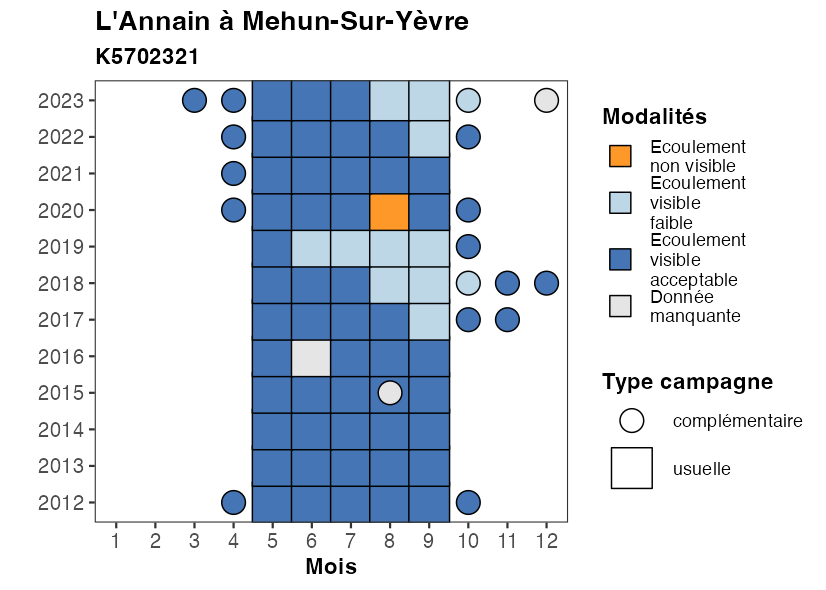 L'Annain à Mehun-Sur-Yèvre
K5702321
2023
2022
2021
2020
2019
2018
2017
2016
2015
2014
2013
2012
1 2 3 4 5 6 7 8 9 10 11 12
Mois
Modalités
Ecoulement
non visible
Ecoulement
visible
faible
Ecoulement
visible
acceptable
Donnée
manquante
Type campagne
complémentaire
usuelle